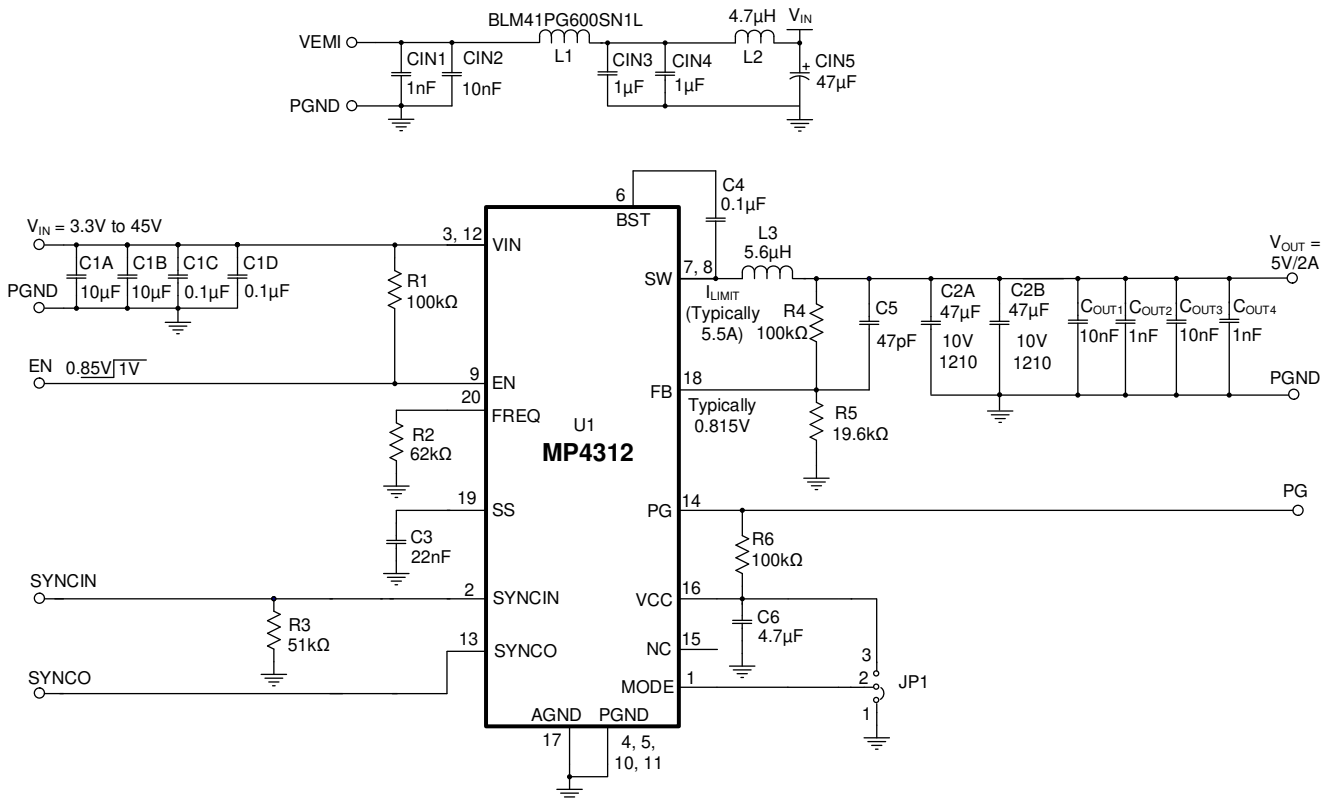 BLM41PG600SN1L
4.7µH
VIN
VEMI
L1
L2
CIN1
1nF
CIN2
10nF
CIN3
1µF
CIN4
1µF
+
CIN5
47µF
PGND
VIN = 3.3V to 45V
C1A
10µF
C1B
10µF
C1C
0.1µF
C1D
0.1µF
PGND
R1
100kΩ
EN
0.85V
1V
R2
62kΩ
C3
22nF
SYNCIN
R3
51kΩ
SYNCO
3, 12
VIN
9
EN
20
FREQ
19
SS
2
SYNCIN
13
SYNCO
6
BST
U1
MP4312
AGND
17
PGND
4, 5,
10, 11
SW
7, 8
FB
18
PG
14
VCC
16
NC
15
MODE
1
C4
0.1µF
L3
5.6µH
ILIMIT
(Typically
5.5A)
R4
100kΩ
C5
47pF
C2A
47µF
10V
1210
C2B
47µF
10V
1210
COUT1
10nF
COUT2
1nF
COUT3
10nF
COUT4
1nF
VOUT =
5V/2A
PGND
Typically
0.815V
R5
19.6kΩ
PG
R6
100kΩ
C6
4.7µF
3
2
1
JP1